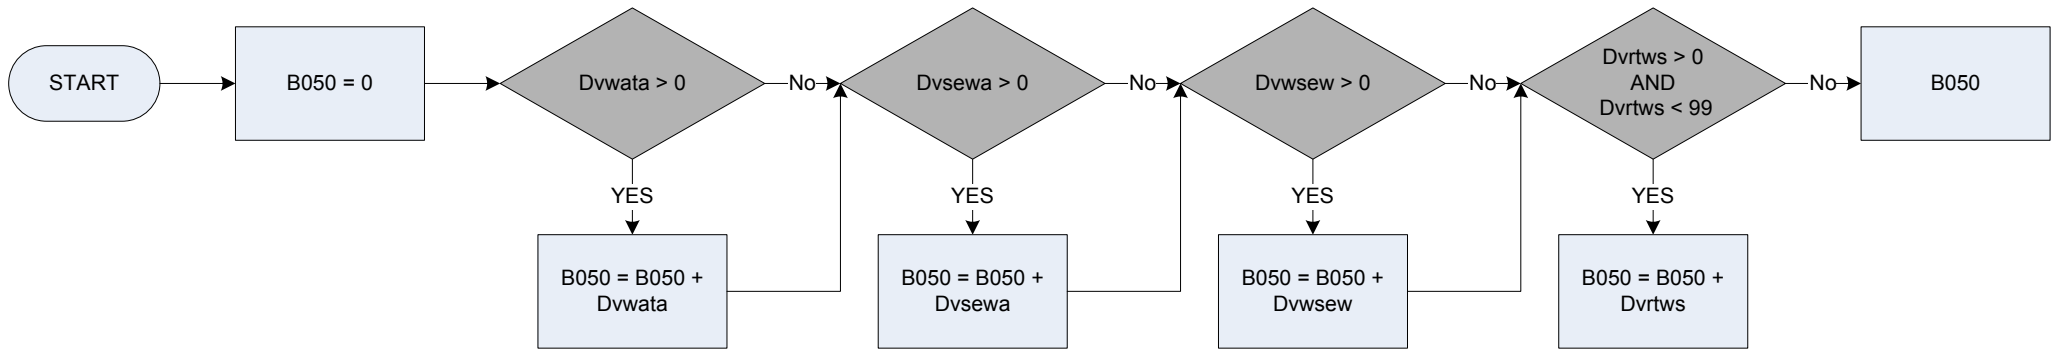 START
B050 = 0
Dvwata > 0
No
Dvsewa > 0
No
Dvwsew > 0
No
Dvrtws > 0
AND
Dvrtws < 99
No
B050
YES
YES
YES
YES
B050 = B050 +
Dvwata
B050 = B050 +
Dvsewa
B050 = B050 +
Dvwsew
B050 = B050 +
Dvrtws